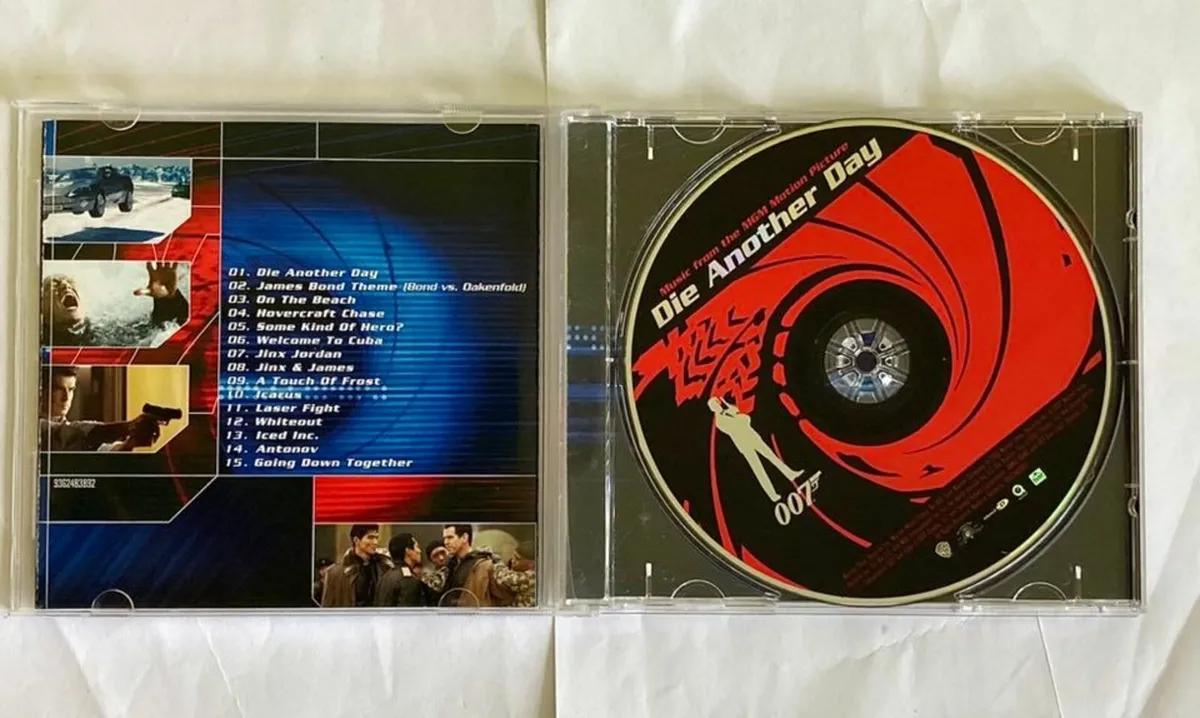 01. Die Another Day
02. James Bond Theme (Bond vs. Oakenfold)
03. On The Beach
04. Hovercraft Chase
05. Some Kind Of Hero?
06. Welcome To Cuba
07. Jinx Jordan
08. Jinx & James
09. A Touch Of Frost
10. Icarus
11. Laser Fight
12. Whiteout
13. Iced Inc.
14. Antonov
15. Going Down Together
9362483892
Music from the MGM Motion Picture
Die Another Day
007